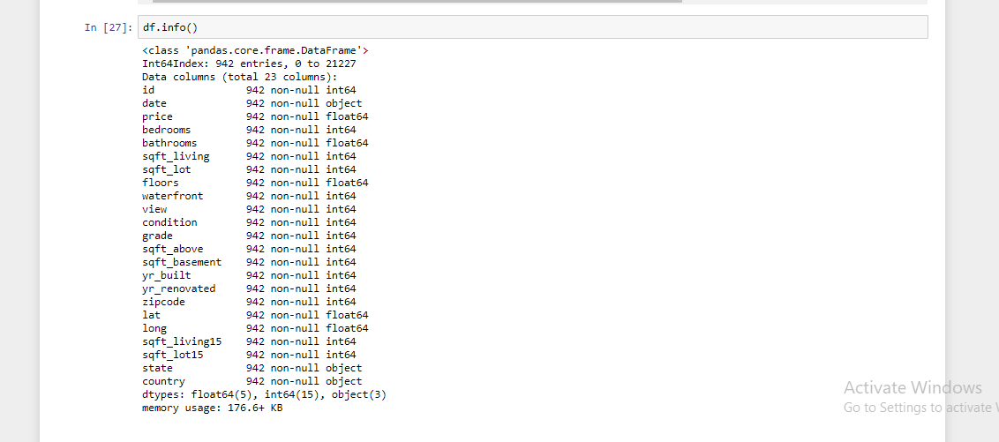 In [27]: df.info()
<class 'pandas.core.frame.DataFrame'>
Int64Index: 942 entries, 0 to 21227
Data columns (total 23 columns):
id 942 non-null int64
date 942 non-null object
price 942 non-null float64
bedrooms 942 non-null int64
bathrooms 942 non-null float64
sqft_living 942 non-null int64
sqft_lot 942 non-null int64
floors 942 non-null float64
waterfront 942 non-null int64
view 942 non-null int64
condition 942 non-null int64
grade 942 non-null int64
sqft_above 942 non-null int64
sqft_basement 942 non-null int64
yr_built 942 non-null int64
yr_renovated 942 non-null int64
zipcode 942 non-null int64
lat 942 non-null float64
long 942 non-null float64
sqft_living15 942 non-null int64
sqft_lot15 942 non-null int64
state 942 non-null object
country 942 non-null object
dtypes: float64(5), int64(15), object(3)
memory usage: 176.6+ KB
Activate Windows
Go to Settings to activate